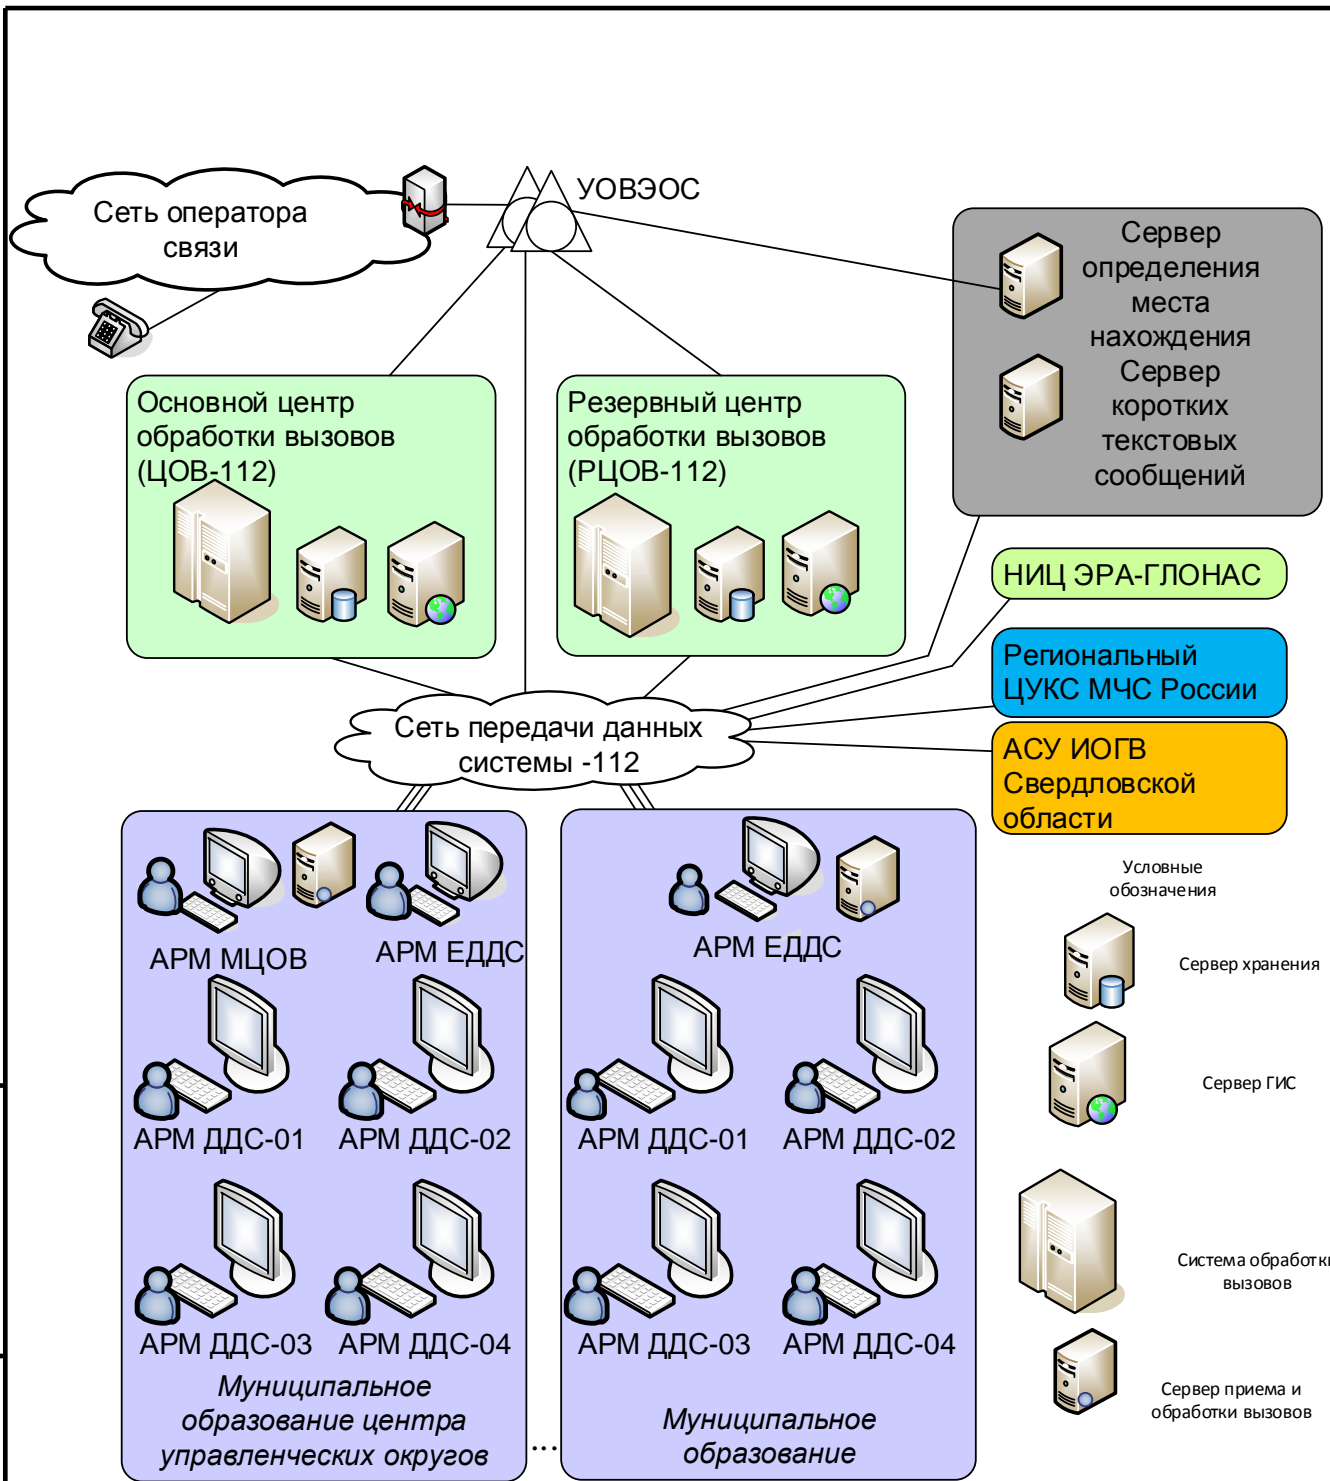 УОВЭОС
Сеть оператора
связи
Сервер
определения
места
нахождения
Сервер
коротких
текстовых
сообщений
Основной центр
обработки вызовов
(ЦОВ-112)
Резервный центр
обработки вызовов
(РЦОВ-112)
НИЦ ЭРА-ГЛОНАС
Региональный
ЦУКС МЧС России
Сеть передачи данных
системы -112
АСУ ИОГВ
Свердловской
области
АРМ МЦОВ
АРМ ЕДДС
АРМ ДДС-01
АРМ ДДС-02
АРМ ДДС-03
АРМ ДДС-04
Муниципальное
образование центра
управленческих округов
...
АРМ ЕДДС
АРМ ДДС-01
АРМ ДДС-02
АРМ ДДС-03
АРМ ДДС-04
Муниципальное
образование
Условные
обозначения
Сервер хранения
Сервер ГИС
Система обработки
вызовов
Сервер приема и
обработки вызовов